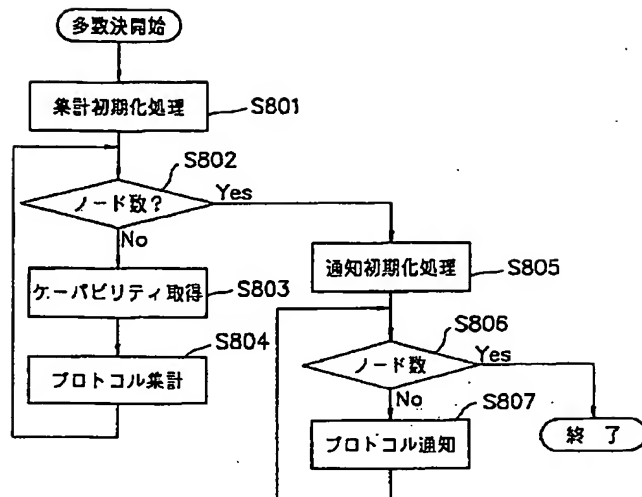 多数決開始
集計初期化処理
S801
S802
ノード数?
Yes
No
ケーパビリティ取得
S803
S804
プロトコル集計
通知初期化処理
S805
S806
ノード数
Yes
No
S807
プロトコル通知
終 了